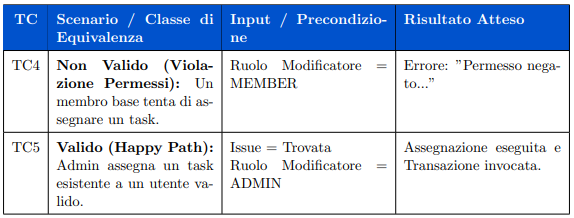 TC Scenario / Classe di Equivalenza Input / Precondizio-ne Risultato Atteso
TC4 Non Valido (Viola-
zione Permessi): Un
membro base tenta di as-
segnare un task.
Ruolo Modificatore =
MEMBER
Errore: ”Permesso nega-
to...”
TC5 Valido (Happy Path):
Admin assegna un task
esistente a un utente va-
lido.
Issue = Trovata
Ruolo Modificatore =
ADMIN
Assegnazione eseguita e
Transazione invocata.